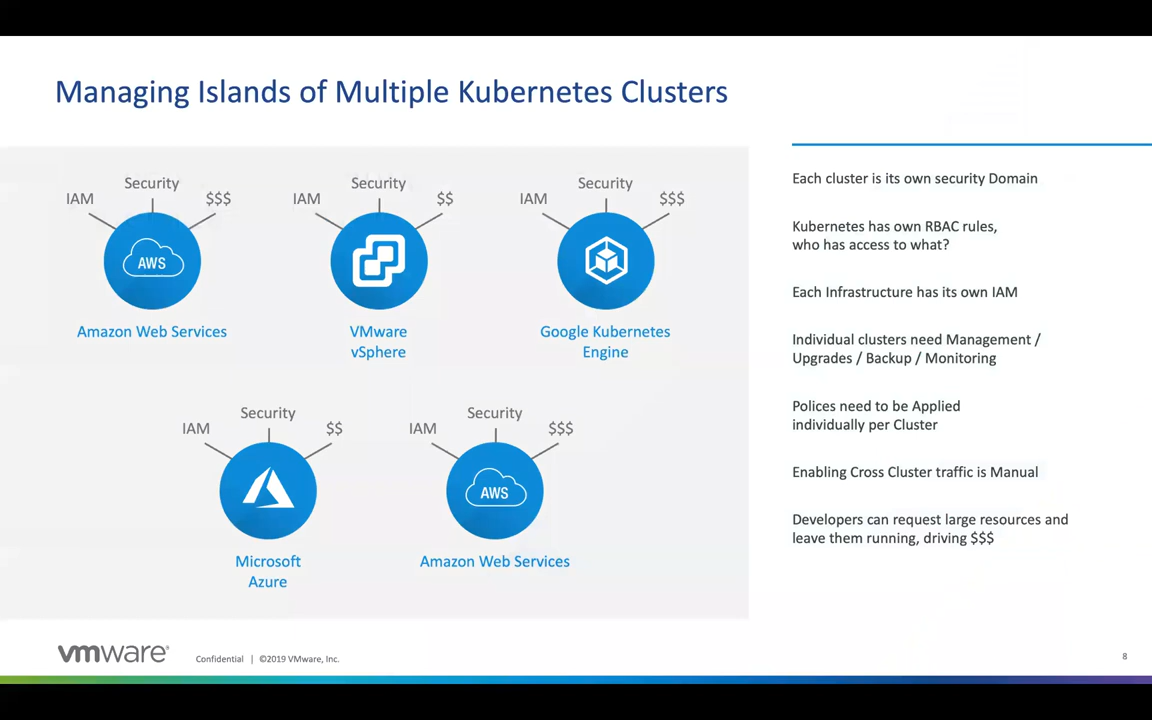 Managing Islands of Multiple Kubernetes Clusters
IAM
Security
$$$
AWS
Amazon Web Services
IAM
Security
$$
VMware
vSphere
IAM
Security
$$$
Google Kubernetes
Engine
IAM
Security
$$
Microsoft
Azure
IAM
Security
$$$
AWS
Amazon Web Services
Each cluster is its own security Domain
Kubernetes has own RBAC rules,
who has access to what?
Each Infrastructure has its own IAM
Individual clusters need Management /
Upgrades / Backup / Monitoring
Polices need to be Applied
individually per Cluster
Enabling Cross Cluster traffic is Manual
Developers can request large resources and
leave them running, driving $$$
vmware®
Confidential | ©2019 VMware, Inc.
8